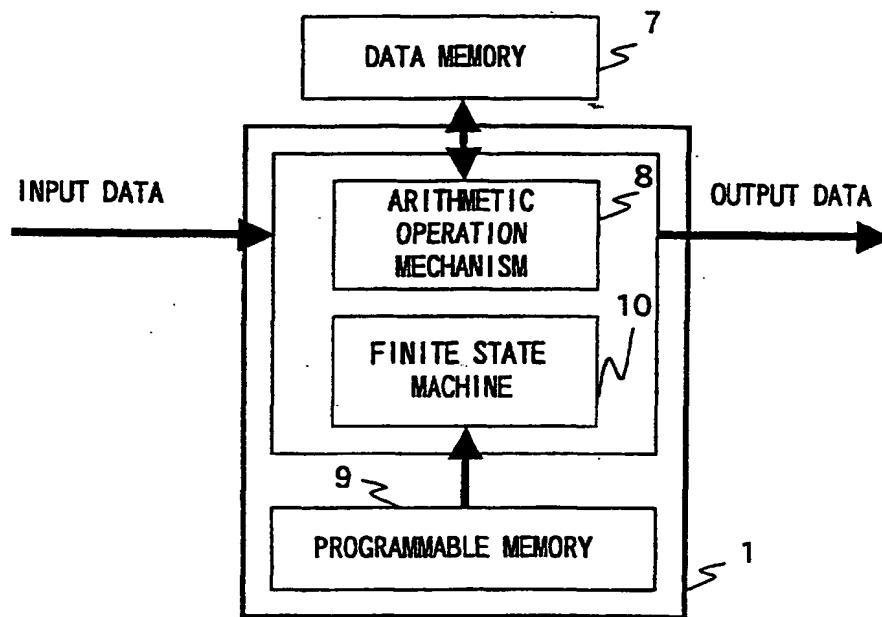 7
DATA MEMORY
INPUT DATA
8
ARITHMETIC
OPERATION
MECHANISM
OUTPUT DATA
10
FINITE STATE
MACHINE
9
PROGRAMMABLE MEMORY
1